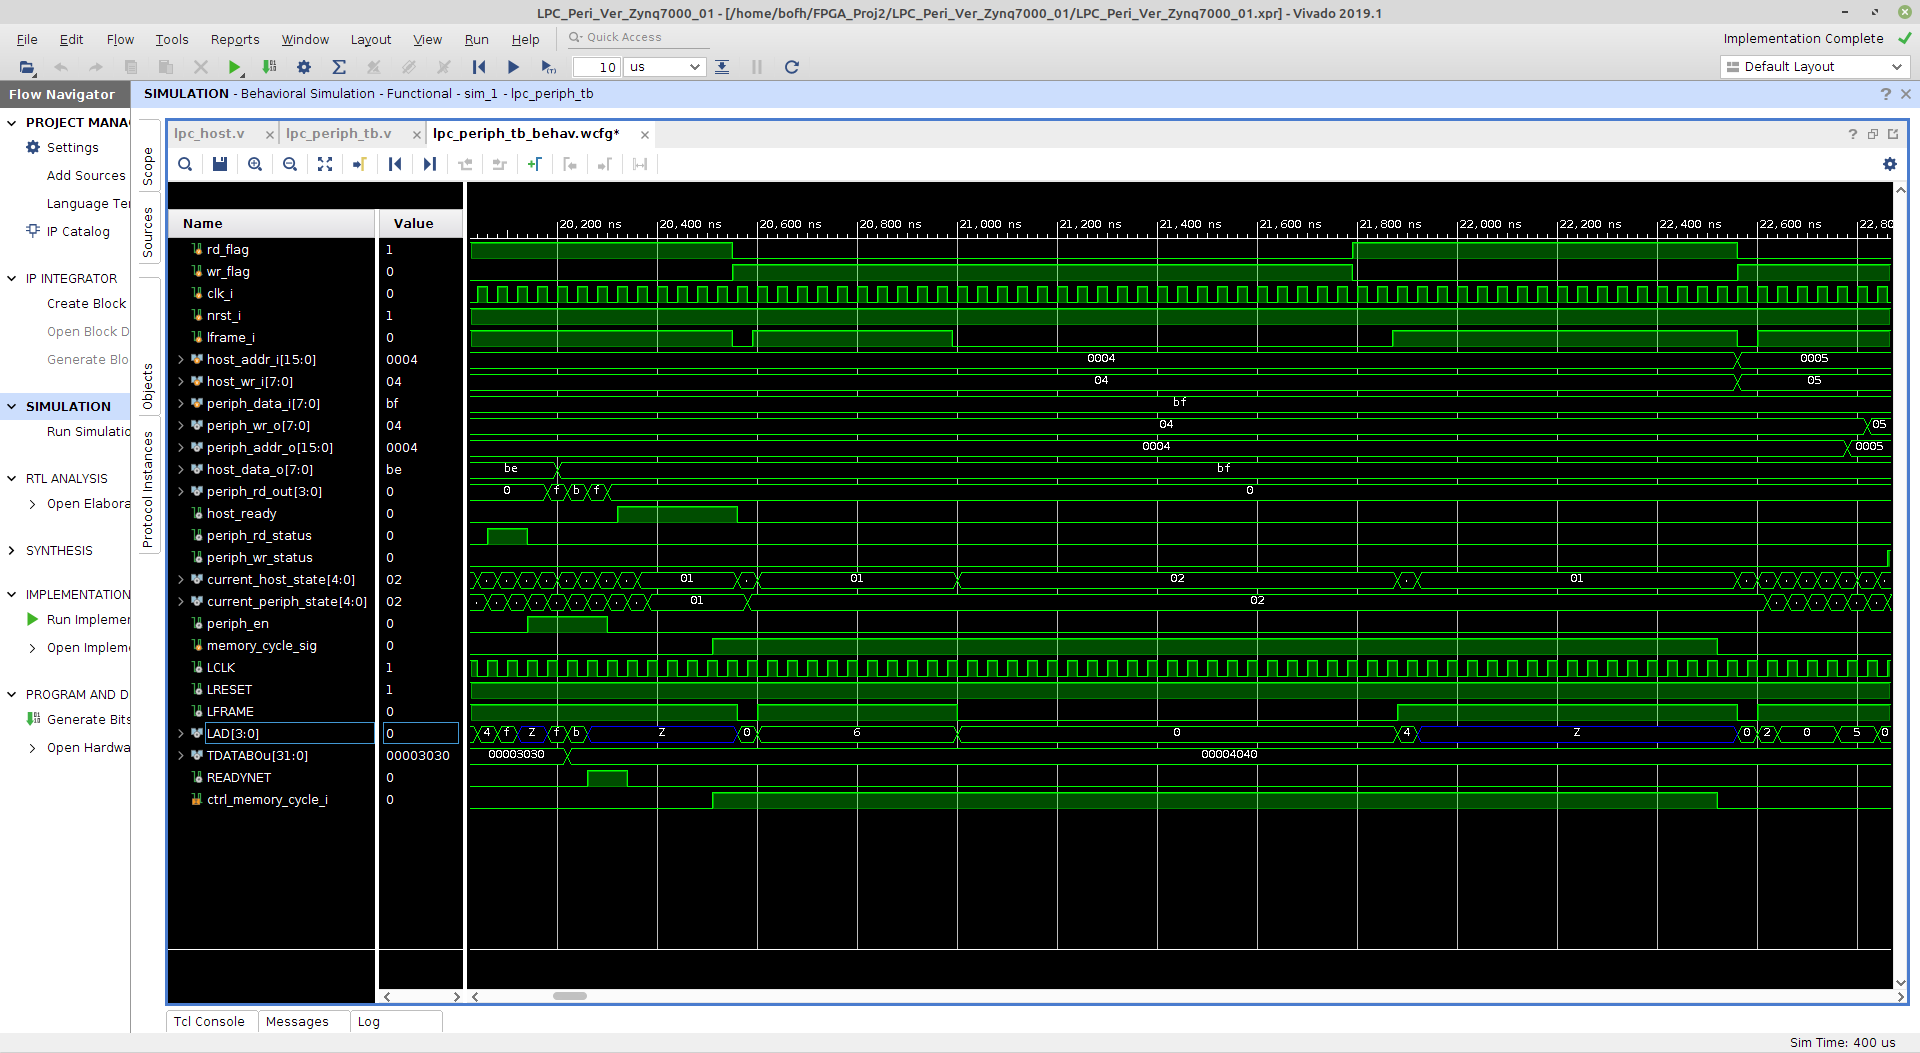 LPC_Peri_Ver_Zynq7000_01 - [/home/bofh/FPGA_Proj2/LPC_Peri_Ver_Zynq7000_01/LPC_Peri_Ver_Zynq7000_01.xpr] - Vivado 2019.1
File Edit Flow Tools Reports Window Layout View Run Help Quick Access
Implementation Complete
10 us
Default Layout
Flow Navigator
SIMULATION - Behavioral Simulation - Functional - sim_1 - lpc_periph_tb
PROJECT MANA
Settings
Add Sources
Language Te
IP Catalog
IP INTEGRATOR
Create Block
Open Block D
Generate Blo
SIMULATION
Run Simulatio
RTL ANALYSIS
Open Elabora
SYNTHESIS
IMPLEMENTATION
Run Implemer
Open Implem
PROGRAM AND D
Generate Bits
Open Hardwa
Scope
Sources
Objects
Protocol Instances
lpc_host.v lpc_periph_tb.v lpc_periph_tb_behav.wcfg*
Name Value
20,200 ns 20,400 ns 20,600 ns 20,800 ns 21,000 ns 21,200 ns 21,400 ns 21,600 ns 21,800 ns 22,000 ns 22,200 ns 22,400 ns 22,600 ns 22,80
rd_flag 1
wr_flag 0
clk_i 0
nrst_i 1
lframe_i 0
host_addr_i[15:0] 0004 0004 0005
host_wr_i[7:0] 04 04 05
periph_data_i[7:0] bf bf
periph_wr_o[7:0] 04 04 05
periph_addr_o[15:0] 0004 0004 0005
host_data_o[7:0] be be bf
periph_rd_out[3:0] 0 0 f b f 0
host_ready 0
periph_rd_status 0
periph_wr_status 0
current_host_state[4:0] 02 01 01 02 01
current_periph_state[4:0] 02 01 02
periph_en 0
memory_cycle_sig 0
LCLK 1
LRESET 1
LFRAME 0
LAD[3:0] 0 4 f Z f b Z 0 6 0 4 Z 0 2 0 5 0
TDATABOu[31:0] 00003030 00003030 00004040
READYNET 0
ctrl_memory_cycle_i 0
Tcl Console Messages Log
Sim Time: 400 us